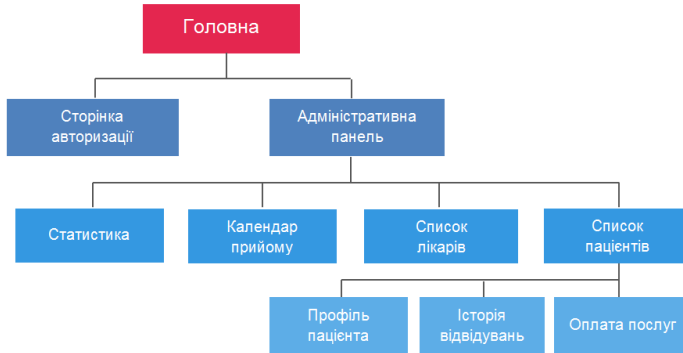 Головна
Сторінка
авторизації
Адміністративна
панель
Статистика
Календар
прийому
Список
лікарів
Список
пацієнтів
Профіль
пацієнта
Історія
відвідувань
Оплата послуг